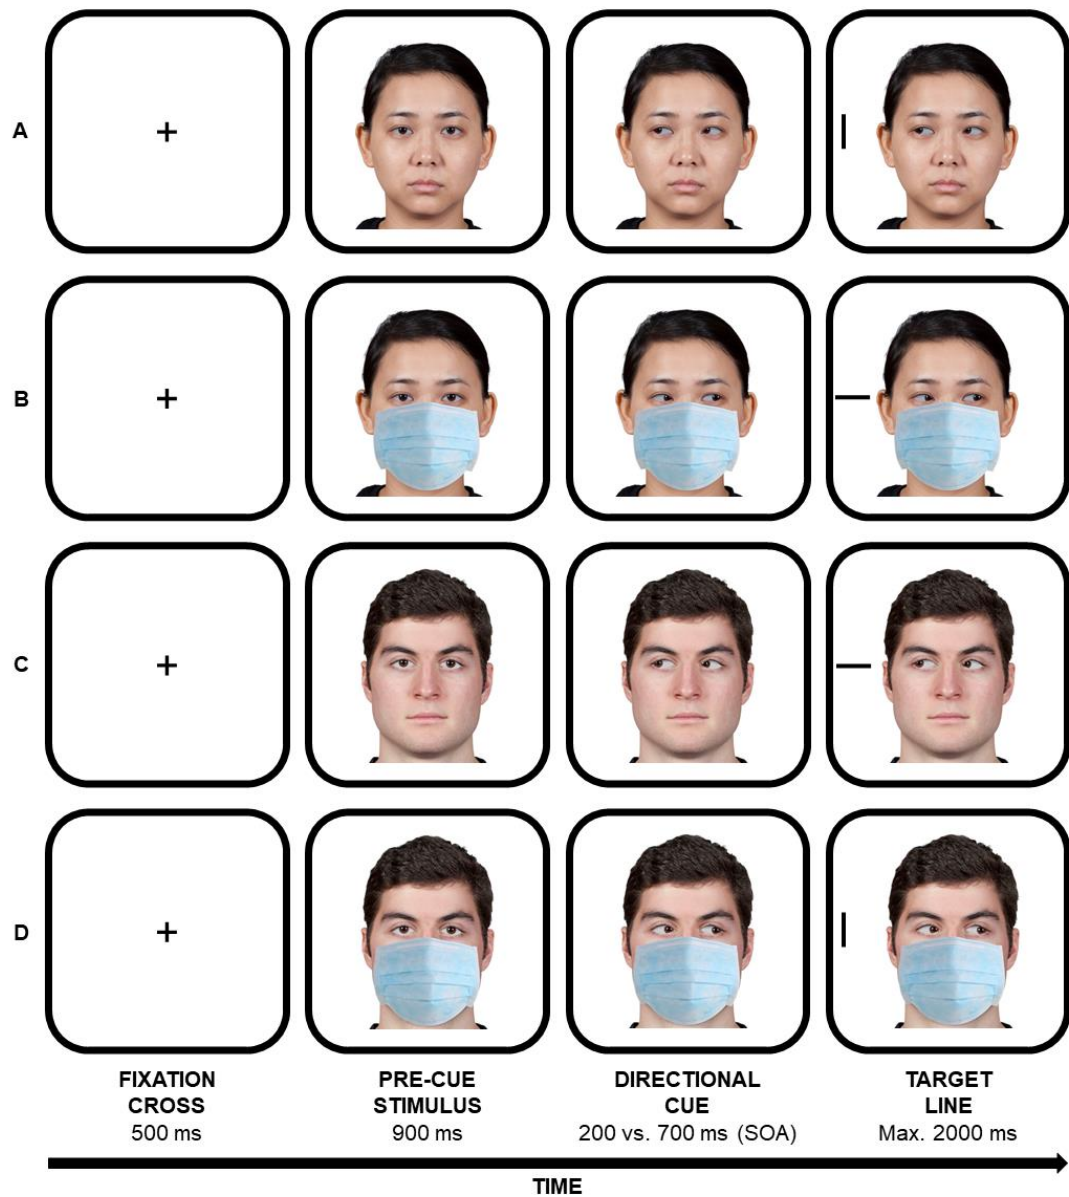 A
B
C
D
FIXATION
CROSS
500 ms
PRE-CUE
STIMULUS
900 ms
DIRECTIONAL
CUE
200 vs. 700 ms (SOA)
TARGET
LINE
Max. 2000 ms
TIME